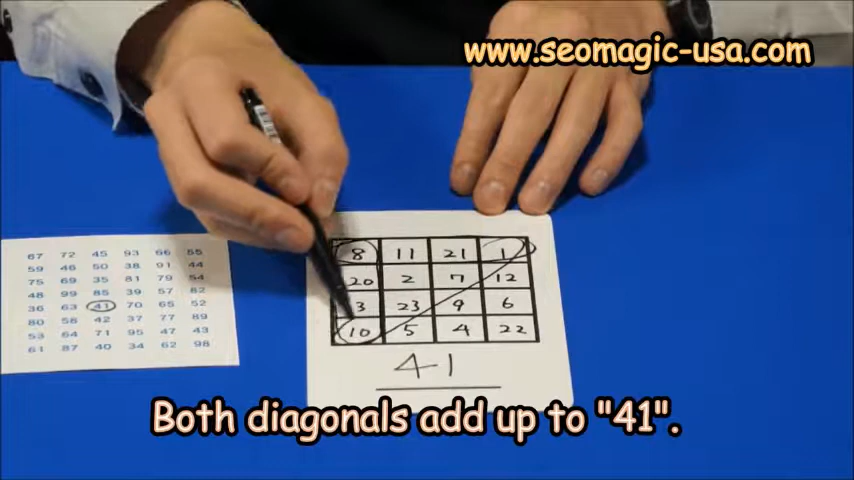 www.seomagic-usa.com
67 72 45 93 66 55
59 46 50 38 91 44
75 69 35 81 79 54
48 99 85 39 57 82
36 63 41 70 65 52
80 58 42 37 77 89
53 64 71 95 47 43
61 87 40 34 62 98
8 11 21 1
20 2 7 12
3 23 9 6
10 5 4 22
41
Both diagonals add up to "41".